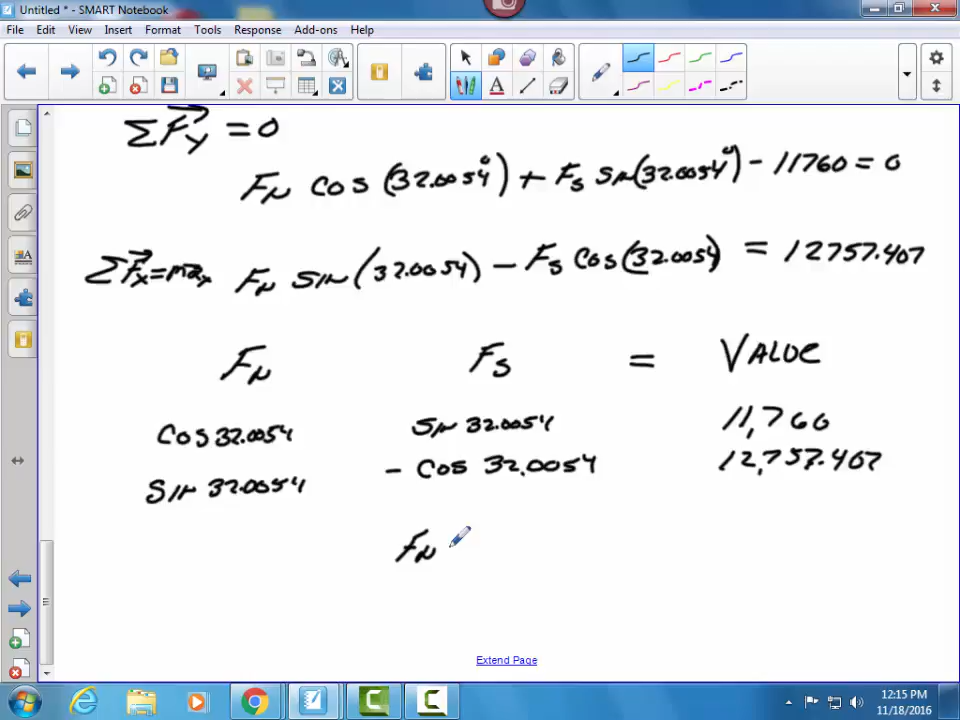 Untitled * - SMART Notebook
File Edit View Insert Format Tools Response Add-ons Help
ΣF⃗y = 0
FN cos (32.0054°) + Fs sin(32.0054°) - 11760 = 0
ΣF⃗x=ma⃗x FN SIN (32.0054) - Fs Cos (32.0054) = 12757.407
FN Fs = VALUE
Cos 32.0054 Sin 32.0054 11,760
Sin 32.0054 - Cos 32.0054 12,757.407
FN
Extend Page
12:15 PM
11/18/2016